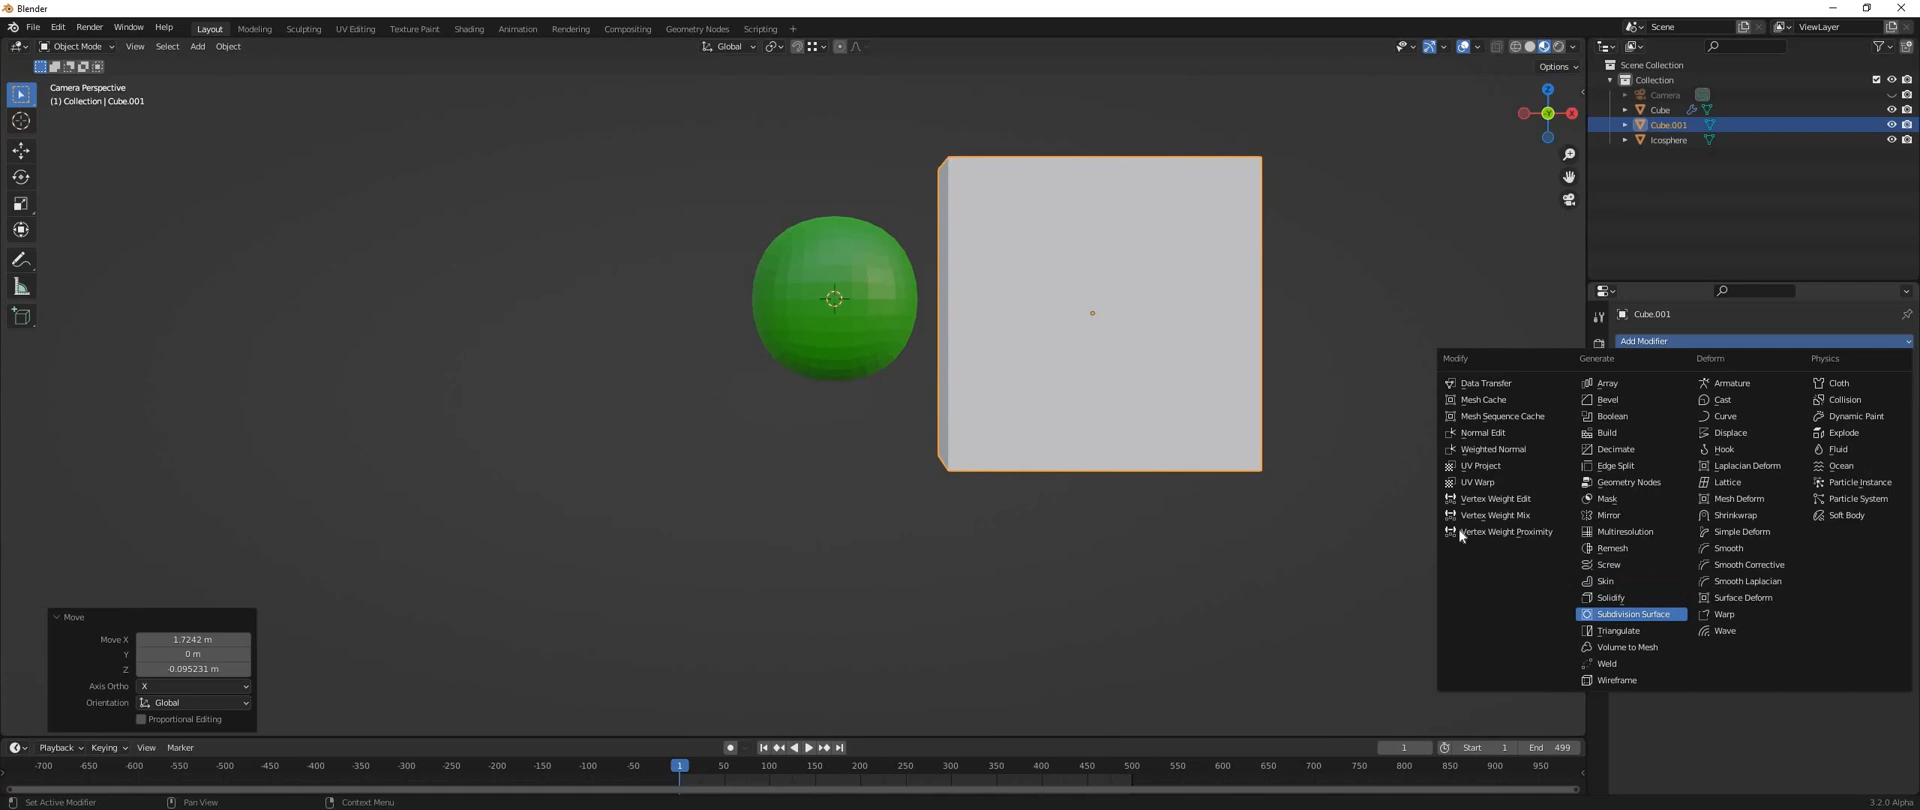 Blender
File Edit Render Window Help Layout Modeling Sculpting UV Editing Texture Paint Shading Animation Rendering Compositing Geometry Nodes Scripting + Scene ViewLayer
Object Mode View Select Add Object Global
Options
Camera Perspective
(1) Collection | Cube.001
Z
X
-Y
Scene Collection
Collection
Camera
Cube
Cube.001
Icosphere
Cube.001
Add Modifier
Modify Generate Deform Physics
Data Transfer Array Armature Cloth
Mesh Cache Bevel Cast Collision
Mesh Sequence Cache Boolean Curve Dynamic Paint
Normal Edit Build Displace Explode
Weighted Normal Decimate Hook Fluid
UV Project Edge Split Laplacian Deform Ocean
UV Warp Geometry Nodes Lattice Particle Instance
Vertex Weight Edit Mask Mesh Deform Particle System
Vertex Weight Mix Mirror Shrinkwrap Soft Body
Vertex Weight Proximity Multiresolution Simple Deform
Remesh Smooth
Screw Smooth Corrective
Skin Smooth Laplacian
Solidify Surface Deform
Subdivision Surface Warp
Triangulate Wave
Volume to Mesh
Weld
Wireframe
Move
Move X 1.7242 m
Y 0 m
Z -0.095231 m
Axis Ortho X
Orientation Global
Proportional Editing
Playback Keying View Marker 1 Start 1 End 499
-700 -650 -600 -550 -500 -450 -400 -350 -300 -250 -200 -150 -100 -50 1 50 100 150 200 250 300 350 400 450 500 550 600 650 700 750 800 850 900 950
Set Active Modifier Pan View Context Menu 3.2.0 Alpha